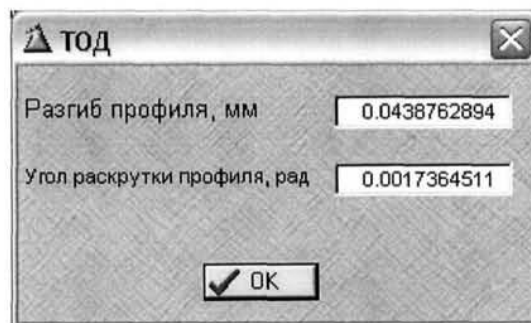 ТОД
Разгиб профиля, мм 0.0438762894
Угол раскрутки профиля, рад 0.0017364511
OK